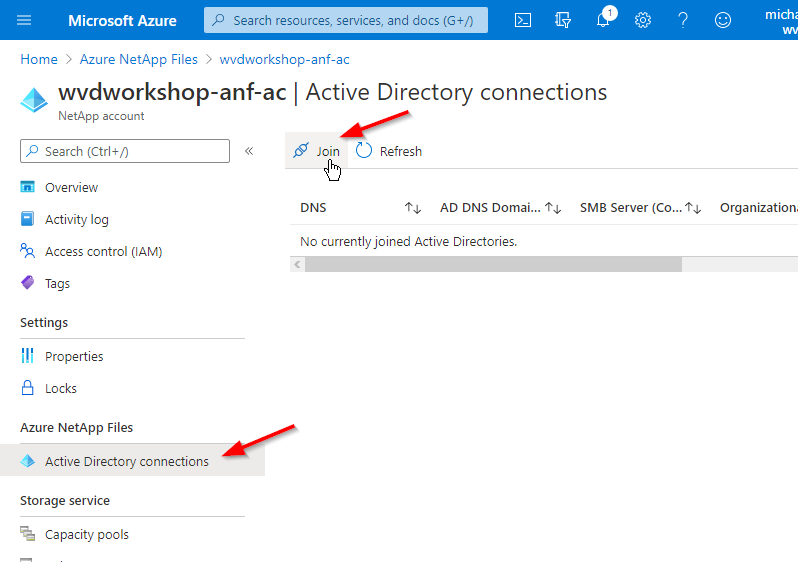 Microsoft Azure
Search resources, services, and docs (G+/)
1
micha
wv
Home > Azure NetApp Files > wvdworkshop-anf-ac
wvdworkshop-anf-ac | Active Directory connections
NetApp account
Search (Ctrl+/)
«
Join
Refresh
Overview
Activity log
Access control (IAM)
Tags
Settings
Properties
Locks
Azure NetApp Files
Active Directory connections
Storage service
Capacity pools
DNS
AD DNS Domai...
SMB Server (Co...
Organizationa
No currently joined Active Directories.